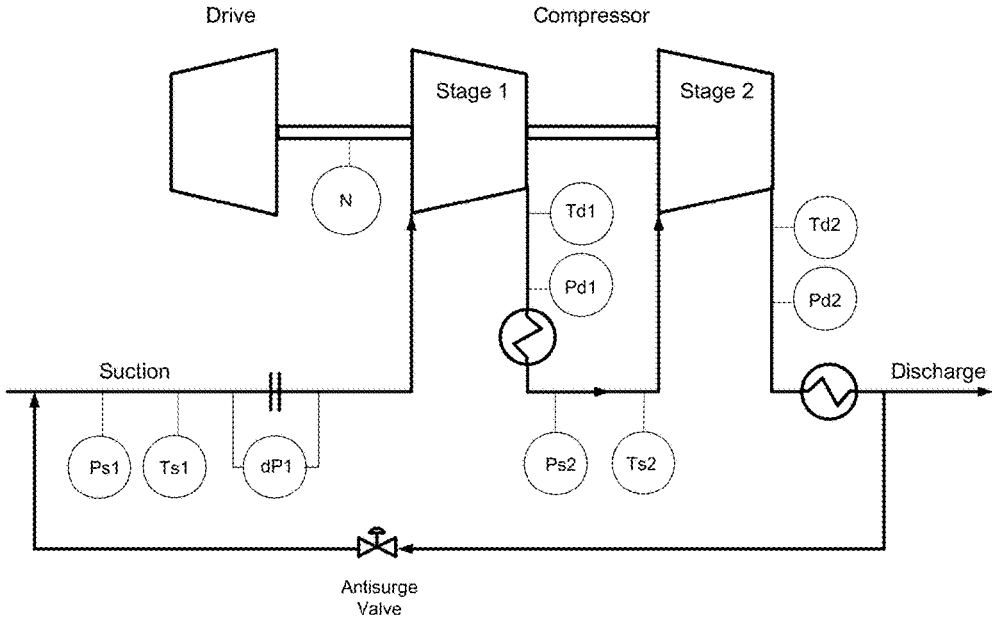 Drive
Compressor
Stage 1
Stage 2
N
Td1
Td2
Pd1
Pd2
Suction
Discharge
Ps1
Ts1
dP1
Ps2
Ts2
Antisurge
Valve